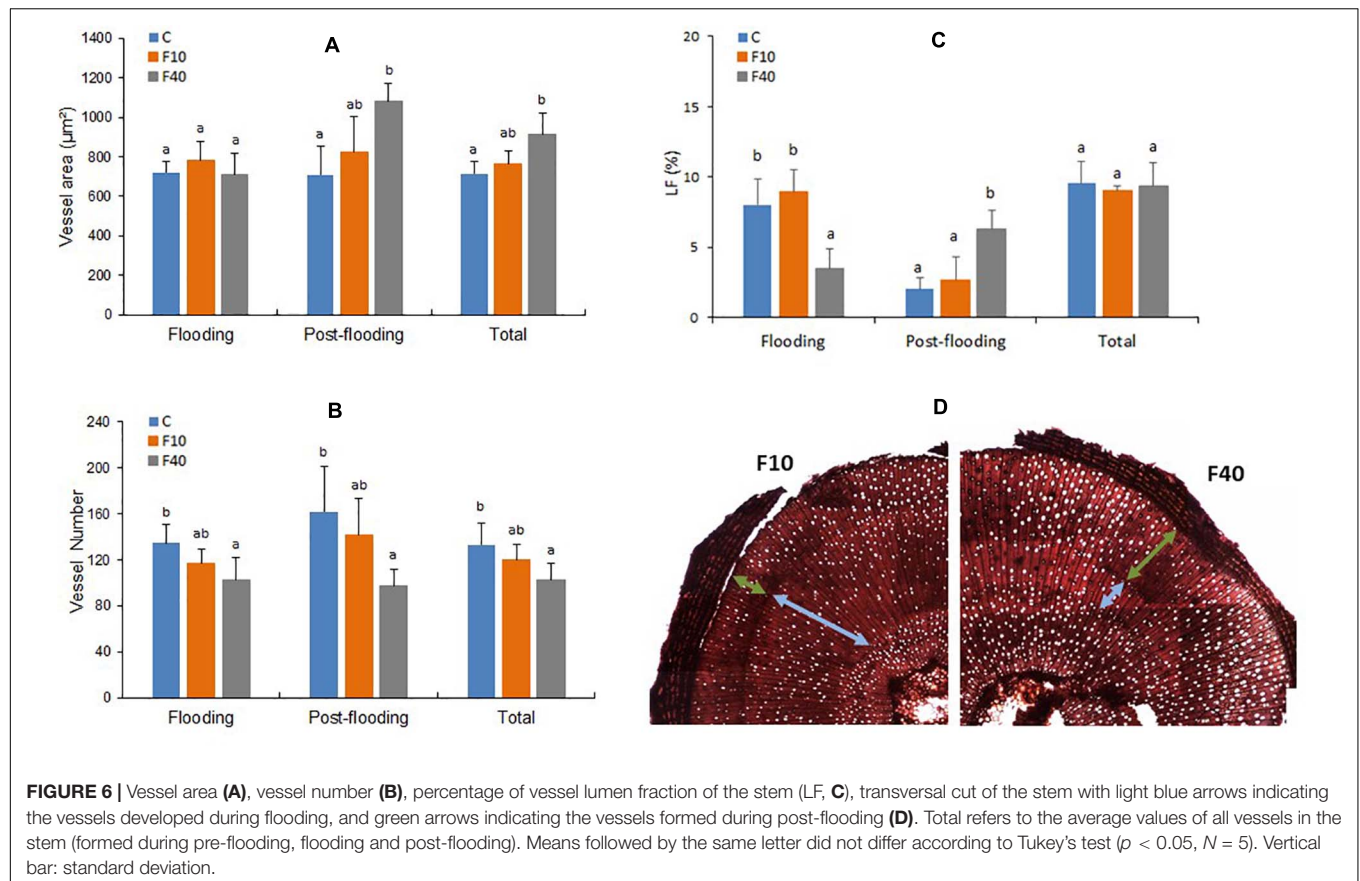 A
C
F10
F40
Vessel area (µm²)
1400
1200
1000
800
600
400
200
0
a a a
a ab b
a ab b
Flooding Post-flooding Total
C
C
F10
F40
LF (%)
20
15
10
5
0
b b a
a a b
a a a
Flooding Post-flooding Total
B
C
F10
F40
Vessel Number
240
200
160
120
80
40
0
b ab a
b ab a
b ab a
Flooding Post-flooding Total
D
F10
F40
FIGURE 6 | Vessel area (A), vessel number (B), percentage of vessel lumen fraction of the stem (LF, C), transversal cut of the stem with light blue arrows indicating
the vessels developed during flooding, and green arrows indicating the vessels formed during post-flooding (D). Total refers to the average values of all vessels in the
stem (formed during pre-flooding, flooding and post-flooding). Means followed by the same letter did not differ according to Tukey's test (p < 0.05, N = 5). Vertical
bar: standard deviation.